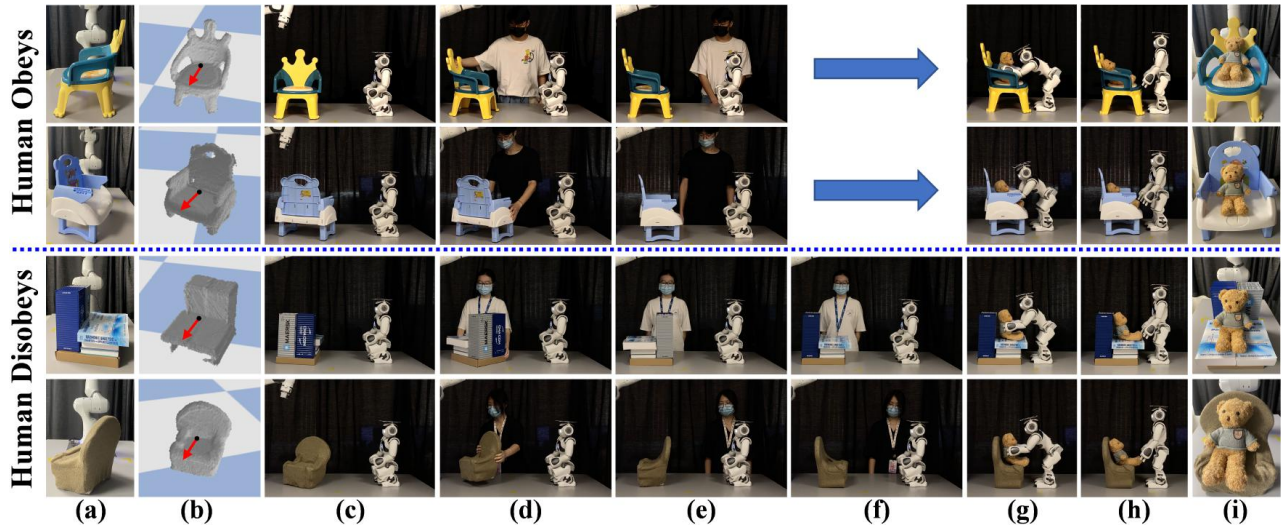 Human Obeys
Human Disobeys
(a)
(b)
(c)
(d)
(e)
(f)
(g)
(h)
(i)